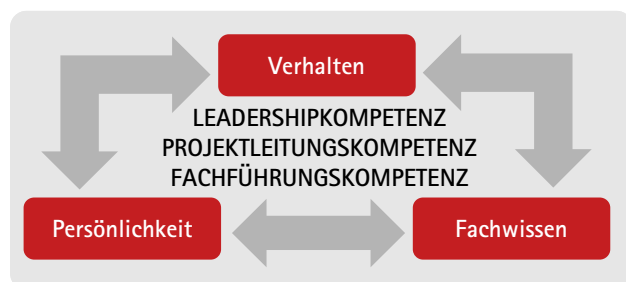 Verhalten
LEADERSHIPKOMPETENZ
PROJEKTLEITUNGSKOMPETENZ
FACHFÜHRUNGSKOMPETENZ
Persönlichkeit
Fachwissen